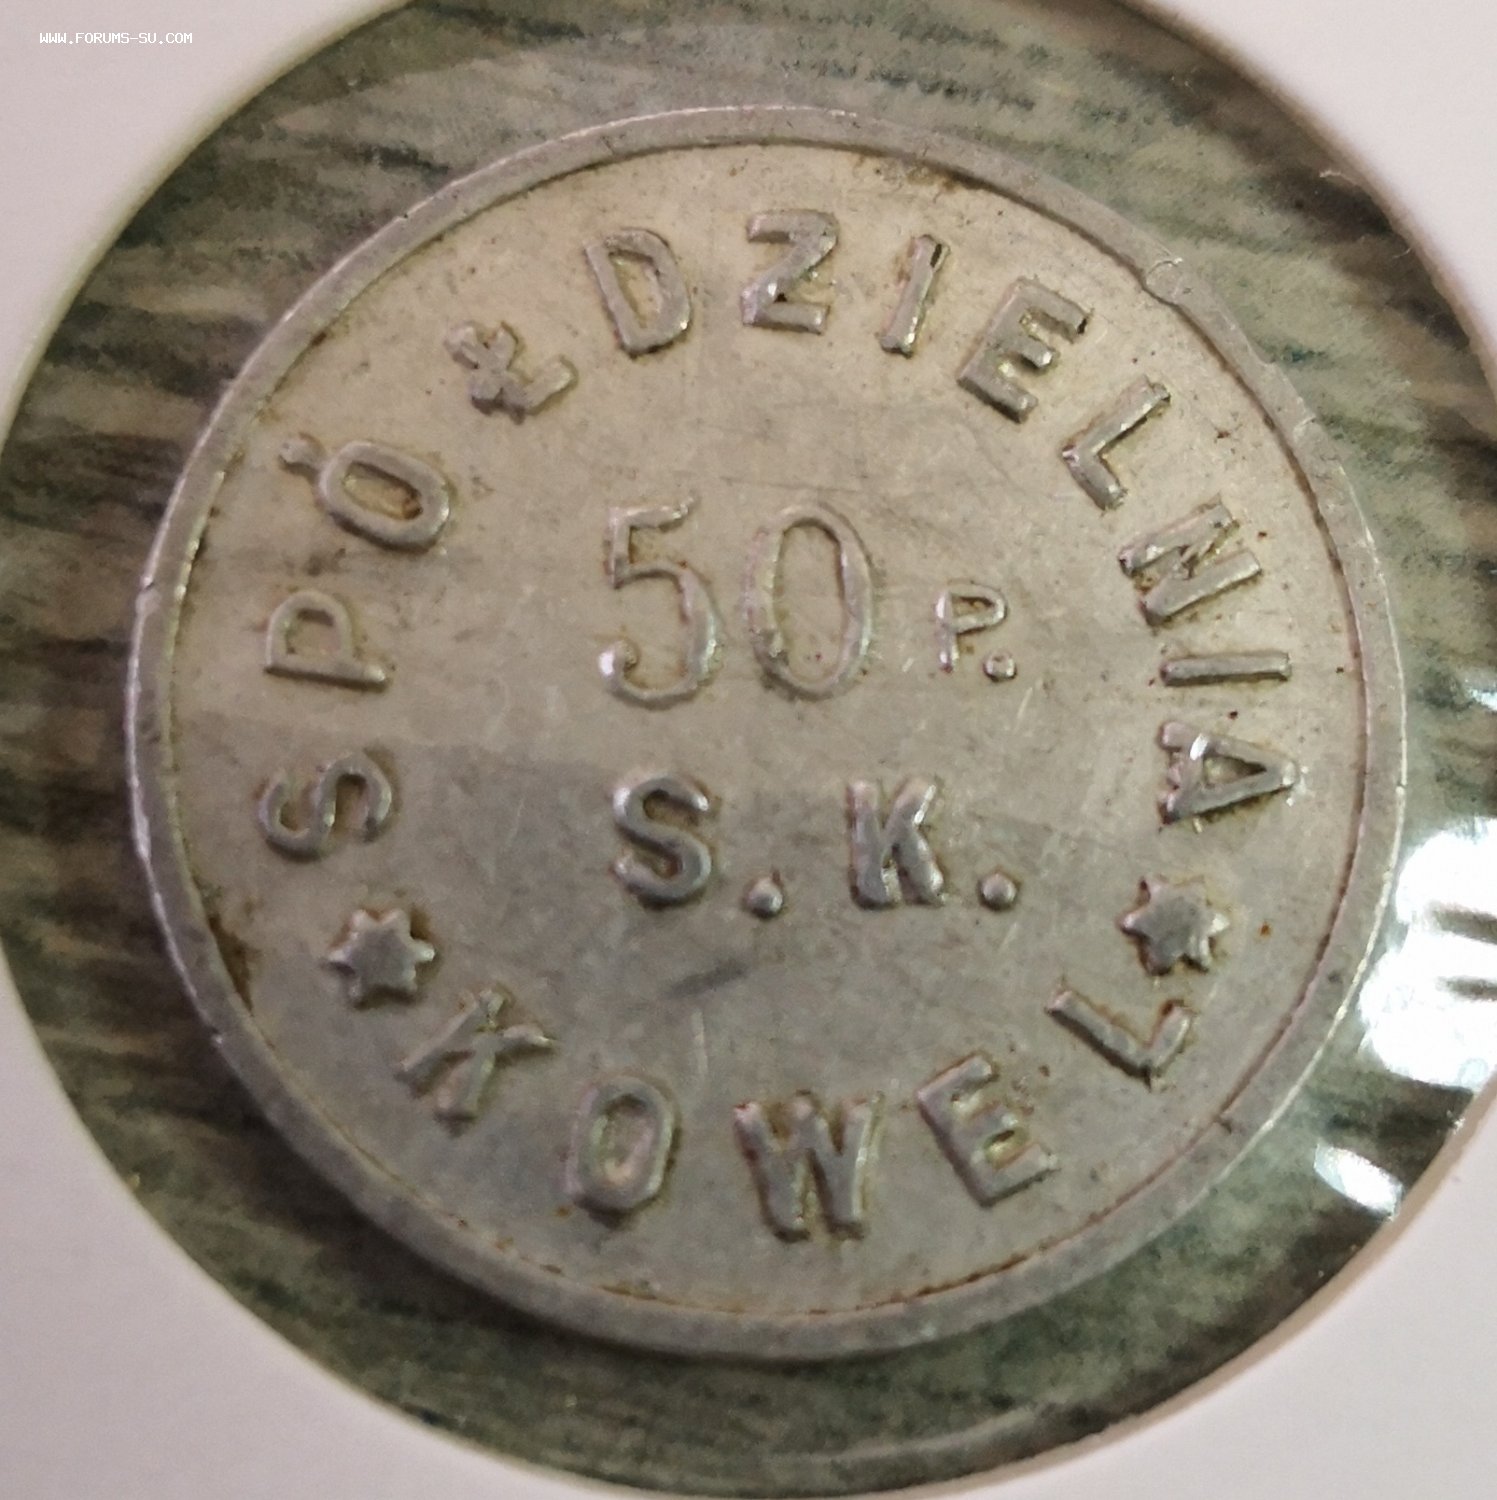 WWW.FORUMS-SU.COM
SPÓŁDZIELNIA
50 P.
S. K.
KOWEL